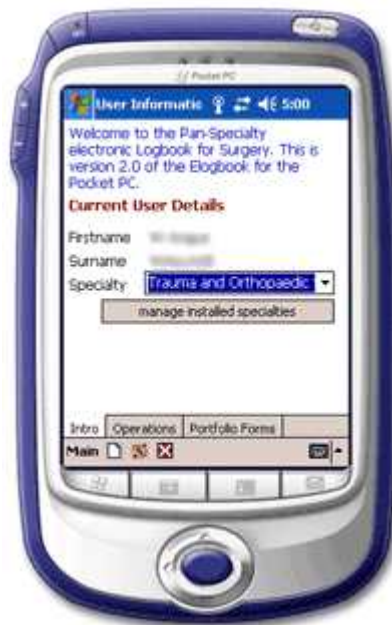 Pocket PC
User Informatic 5:00
Welcome to the Pan-Specialty
electronic Logbook for Surgery. This is
version 2.0 of the Elogbook for the
Pocket PC.
Current User Details
Firstname
Surname
Specialty Trauma and Orthopaedic
manage installed specialties
Intro Operations Portfolio Forms
Main